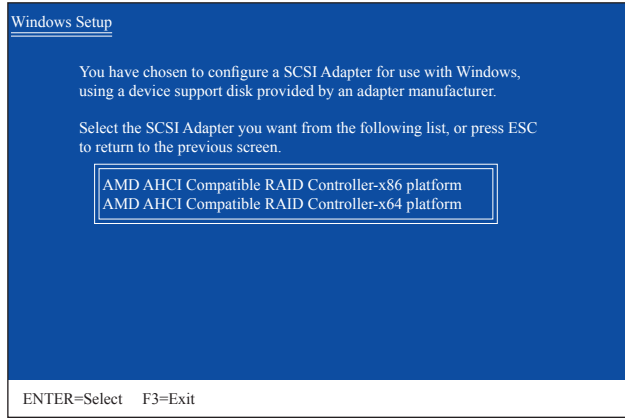 Windows Setup
You have chosen to configure a SCSI Adapter for use with Windows,
using a device support disk provided by an adapter manufacturer.
Select the SCSI Adapter you want from the following list, or press ESC
to return to the previous screen.
AMD AHCI Compatible RAID Controller-x86 platform
AMD AHCI Compatible RAID Controller-x64 platform
ENTER=Select F3=Exit